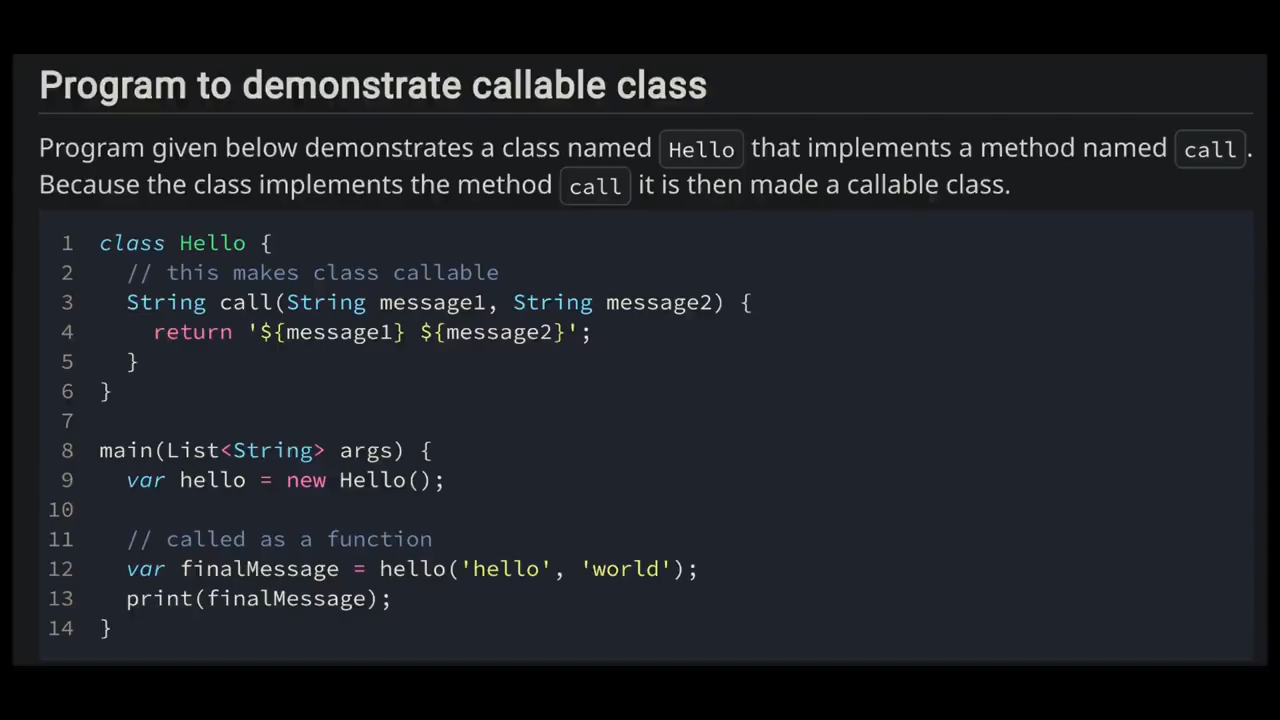 Program to demonstrate callable class
Program given below demonstrates a class named Hello that implements a method named call .
Because the class implements the method call it is then made a callable class.
1 class Hello {
2 // this makes class callable
3 String call(String message1, String message2) {
4 return '${message1} ${message2}';
5 }
6 }
7
8 main(List<String> args) {
9 var hello = new Hello();
10
11 // called as a function
12 var finalMessage = hello('hello', 'world');
13 print(finalMessage);
14 }